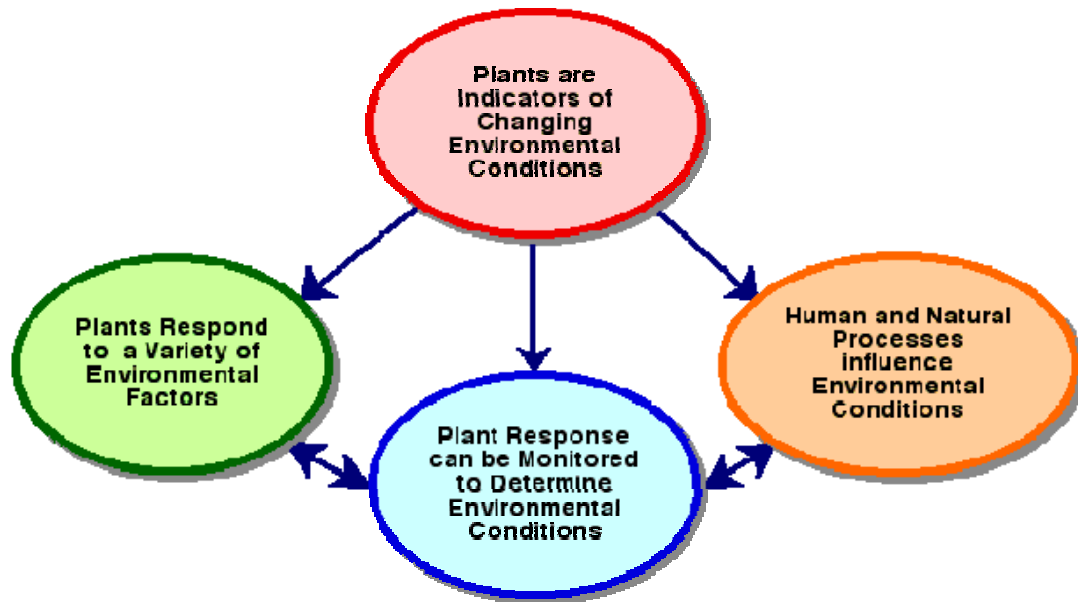 Plants are
Indicators of
Changing
Environmental
Conditions
Plants Respond
to a Variety of
Environmental
Factors
Human and Natural
Processes
Influence
Environmental
Conditions
Plant Response
can be Monitored
to Determine
Environmental
Conditions